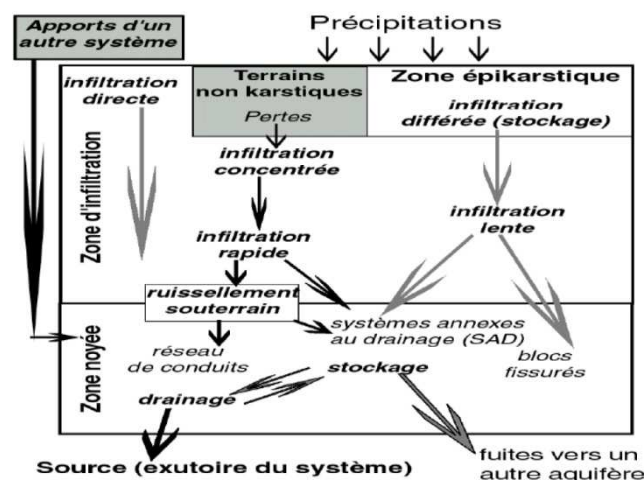 Apports d'un
autre système
Précipitations
infiltration
directe
Terrains
non karstiques
Pertes
Zone épikarstique
infiltration
différée (stockage)
Zone d'infiltration
infiltration
concentrée
infiltration
rapide
infiltration
lente
ruissellement
souterrain
Zone noyée
systèmes annexes
au drainage (SAD)
réseau
de conduits
stockage
blocs
fissurés
drainage
Source (exutoire du système)
fuites vers un
autre aquifère